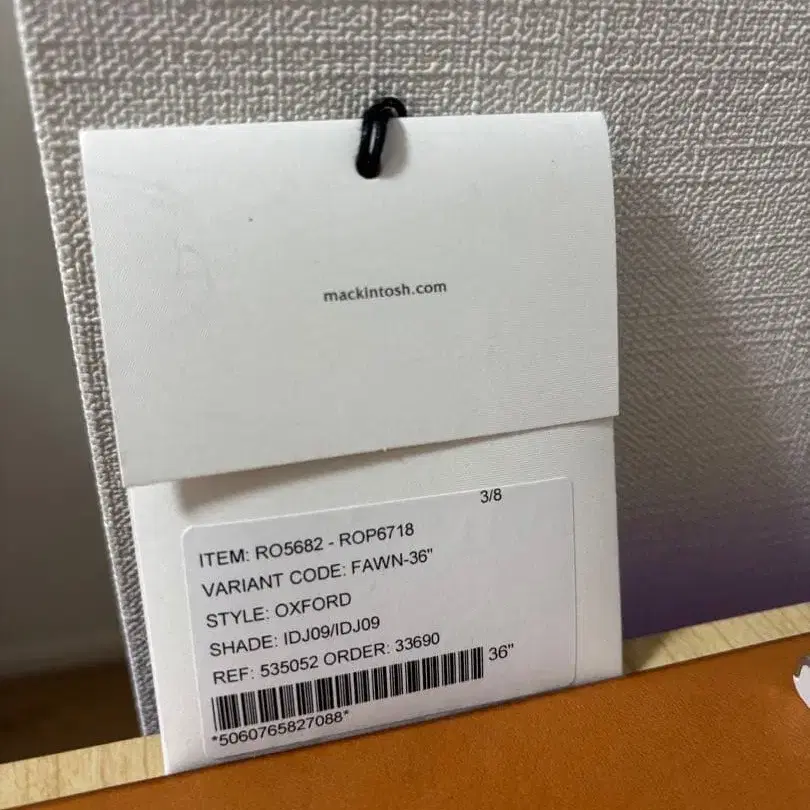 mackintosh.com
3/8
ITEM: RO5682 - ROP6718
VARIANT CODE: FAWN-36"
STYLE: OXFORD
SHADE: IDJ09/IDJ09
REF: 535052 ORDER: 33690
36"
*5060765827088*